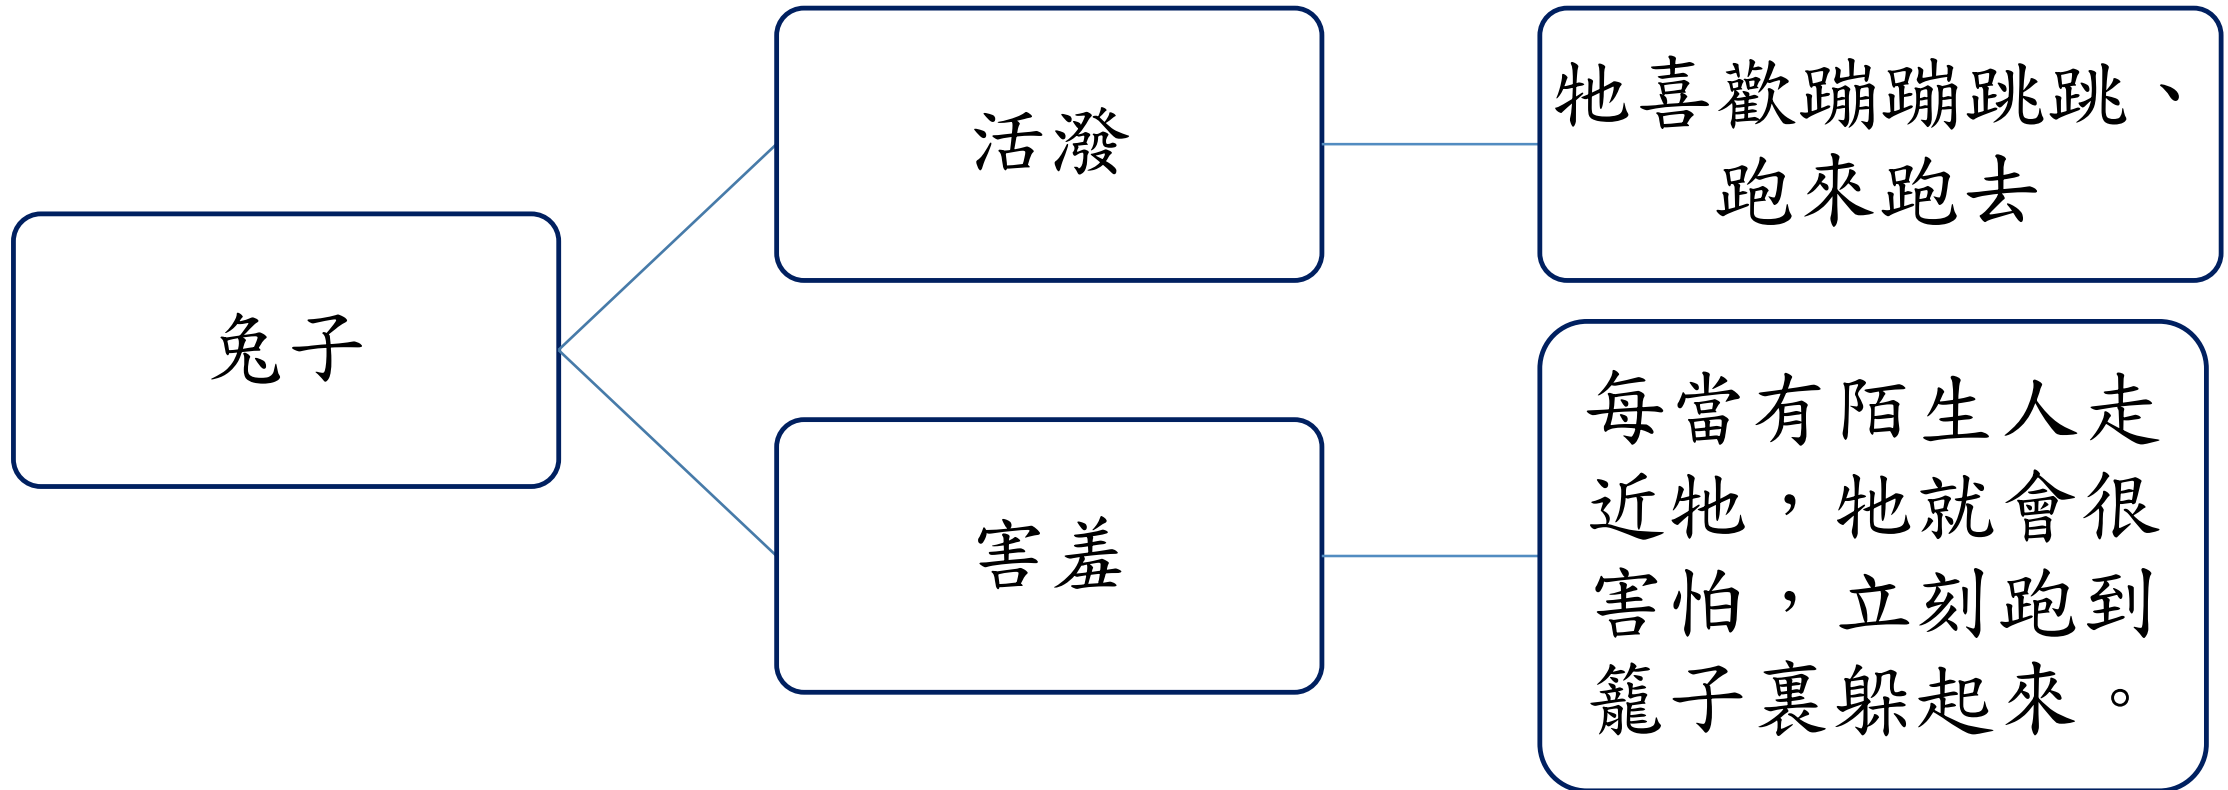 兔子
活潑
牠喜歡蹦蹦跳跳、
跑來跑去
害羞
每當有陌生人走
近牠，牠就會很
害怕，立刻跑到
籠子裏躲起來。